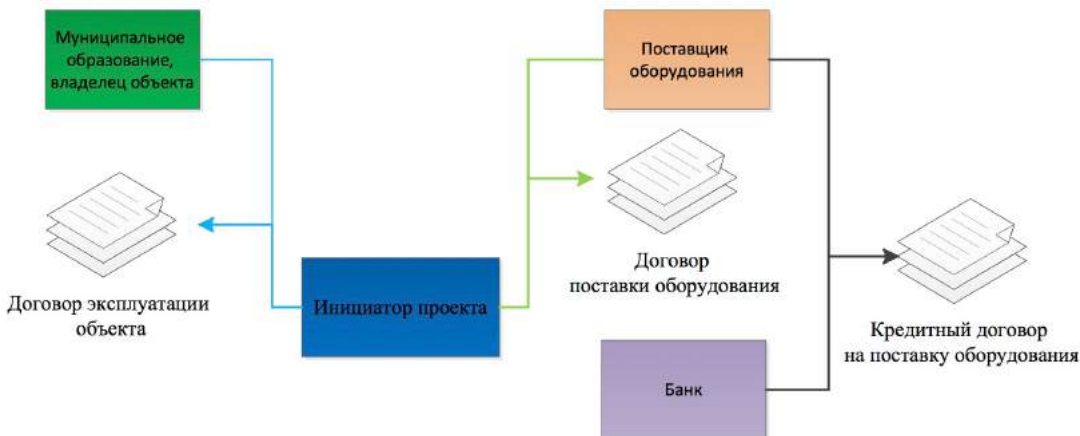 Муниципальное
образование,
владелец объекта
Поставщик
оборудования
Договор эксплуатации
объекта
Инициатор проекта
Договор
поставки оборудования
Банк
Кредитный договор
на поставку оборудования